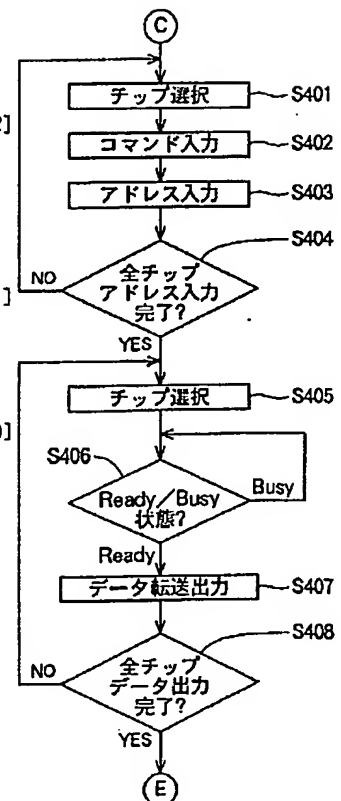 C
チップ選択 S401
2]
コマンド入力 S402
アドレス入力 S403
S404
全チップ
アドレス入力
完了?
NO
]
YES
チップ選択 S405
)]
S406
Ready/Busy
状態?
Busy
Ready
データ転送出力 S407
S408
全チップ
データ出力
完了?
NO
YES
E